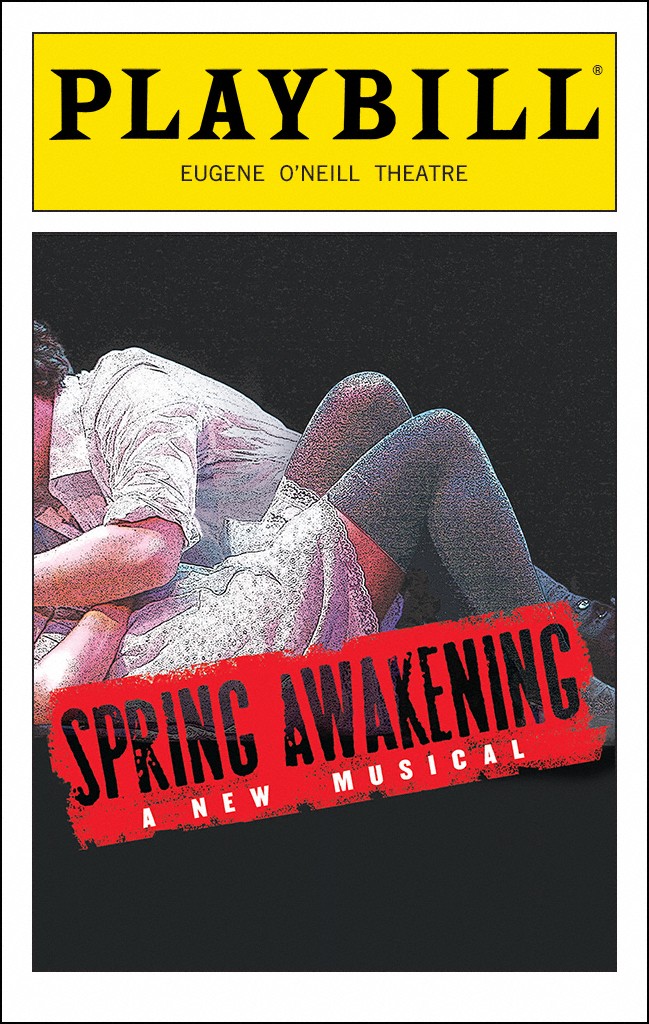 PLAYBILL®
EUGENE O'NEILL THEATRE
SPRING AWAKENING
A NEW MUSICAL